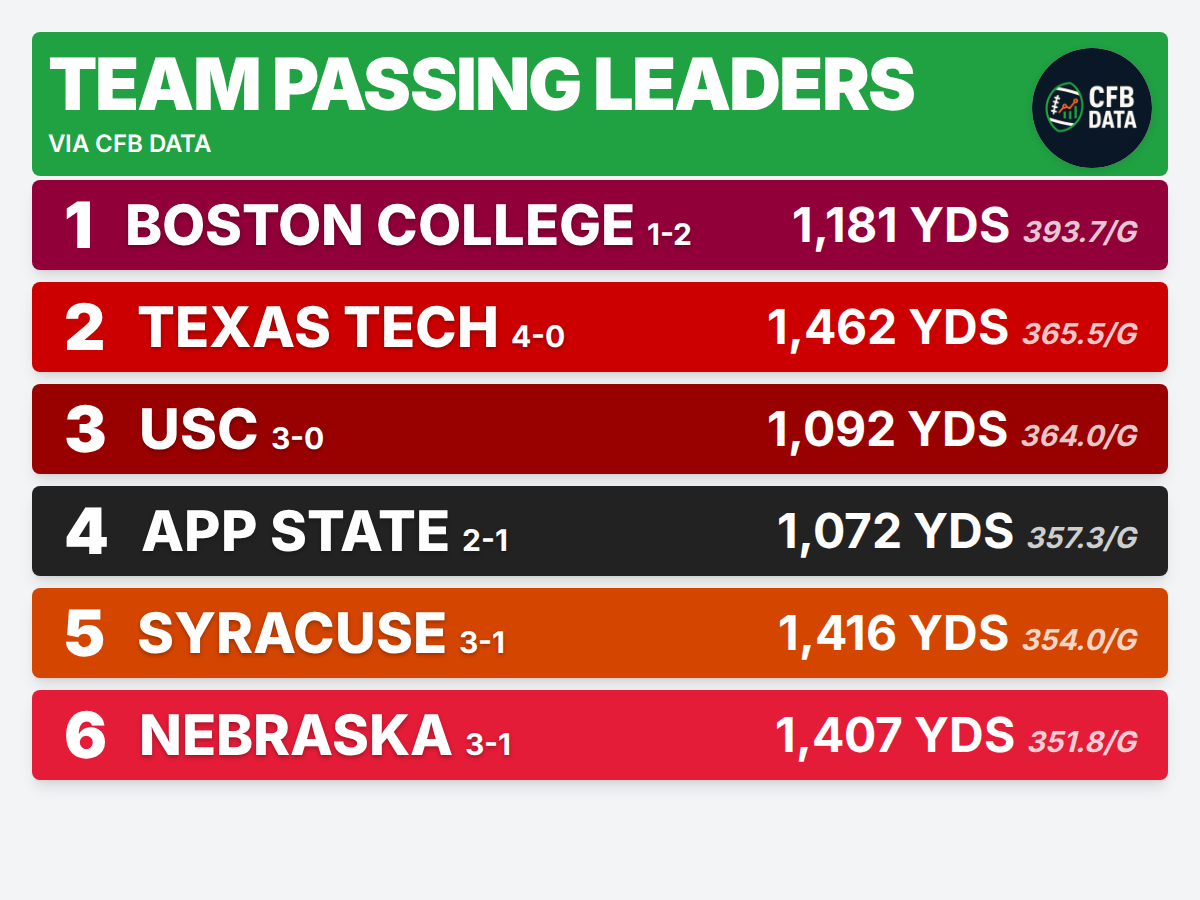 TEAM PASSING LEADERS
VIA CFB DATA
CFB
DATA
1 BOSTON COLLEGE 1-2 1,181 YDS 393.7/G
2 TEXAS TECH 4-0 1,462 YDS 365.5/G
3 USC 3-0 1,092 YDS 364.0/G
4 APP STATE 2-1 1,072 YDS 357.3/G
5 SYRACUSE 3-1 1,416 YDS 354.0/G
6 NEBRASKA 3-1 1,407 YDS 351.8/G